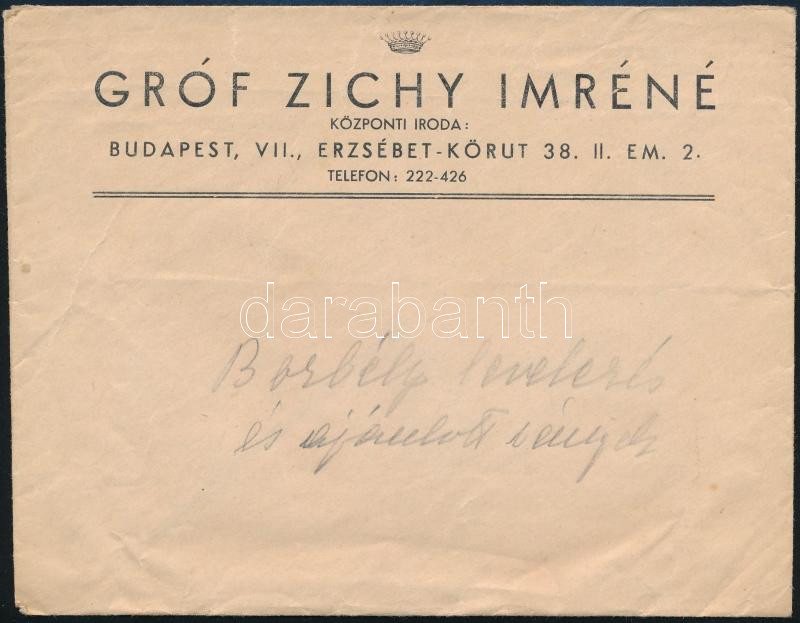 GRÓF ZICHY IMRÉNÉ
KÖZPONTI IRODA:
BUDAPEST, VII., ERZSÉBET-KÖRUT 38. II. EM. 2.
TELEFON: 222-426
darabanth
Borbély levelezés
és ajánlott